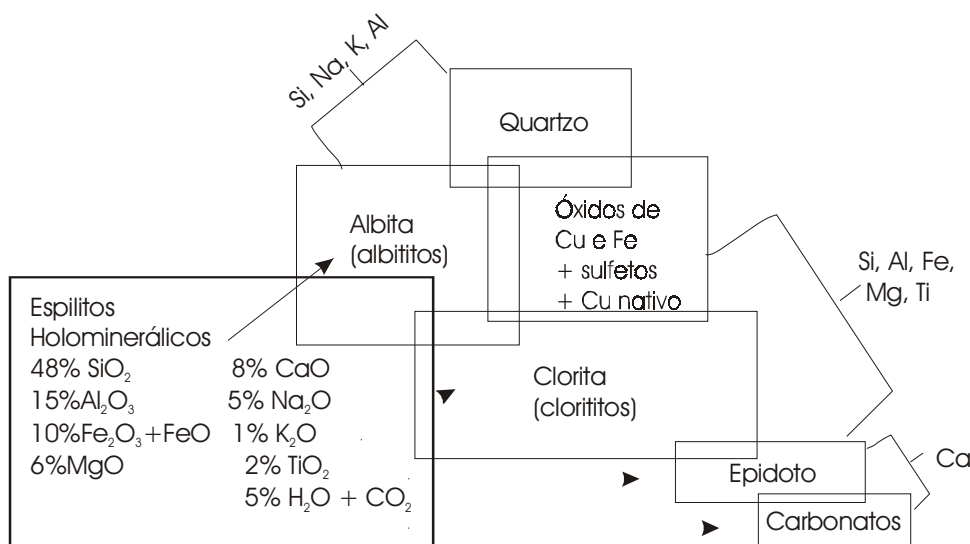 Si, Na, K, Al
Quartzo
Óxidos de
Cu e Fe
+ sulfetos
+ Cu nativo
Albita
(albititos)
Si, Al, Fe,
Mg, Ti
Espilitos
Holominerálicos
48% SiO₂ 8% CaO
15%Al₂O₃ 5% Na₂O
10%Fe₂O₃+FeO 1% K₂O
6%MgO 2% TiO₂
5% H₂O + CO₂
Clorita
(clorititos)
Epidoto
Ca
Carbonatos